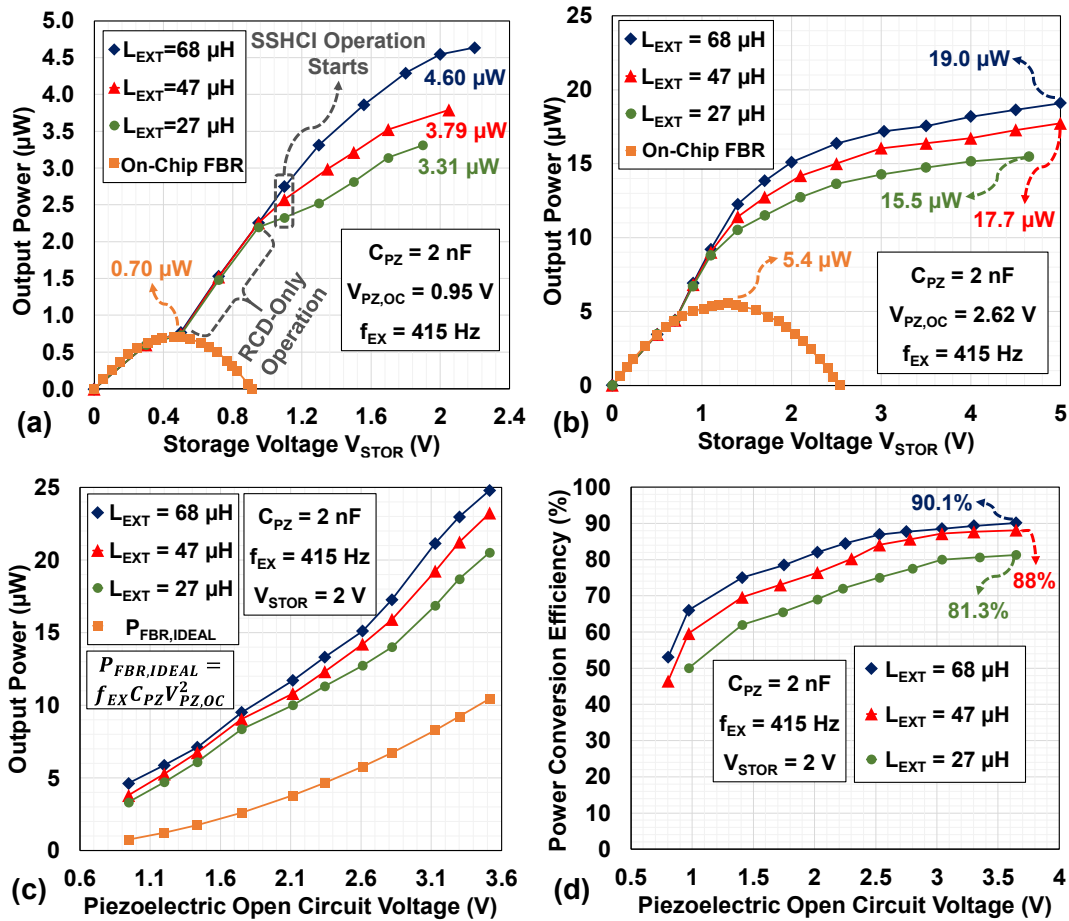 5.0
4.5
4.0
3.5
3.0
2.5
2.0
1.5
1.0
0.5
0.0
Output Power (µW)
L_EXT=68 µH
L_EXT=47 µH
L_EXT=27 µH
On-Chip FBR
SSHCI Operation
Starts
4.60 µW
3.79 µW
3.31 µW
0.70 µW
RCD-Only
Operation
C_PZ = 2 nF
V_PZ,OC = 0.95 V
f_EX = 415 Hz
0 0.4 0.8 1.2 1.6 2 2.4
(a) Storage Voltage V_STOR (V)
25
20
15
10
5
0
Output Power (µW)
L_EXT = 68 µH
L_EXT = 47 µH
L_EXT = 27 µH
On-Chip FBR
19.0 µW
15.5 µW
17.7 µW
5.4 µW
C_PZ = 2 nF
V_PZ,OC = 2.62 V
f_EX = 415 Hz
0 1 2 3 4 5
(b) Storage Voltage V_STOR (V)
25
20
15
10
5
0
Output Power (µW)
L_EXT = 68 µH
L_EXT = 47 µH
L_EXT = 27 µH
P_FBR,IDEAL
C_PZ = 2 nF
f_EX = 415 Hz
V_STOR = 2 V
P_FBR,IDEAL =
f_EX C_PZ V²_PZ,OC
0.6 1.1 1.6 2.1 2.6 3.1 3.6
(c) Piezoelectric Open Circuit Voltage (V)
100
90
80
70
60
50
40
30
20
10
0
Power Conversion Efficiency (%)
90.1%
88%
81.3%
C_PZ = 2 nF
f_EX = 415 Hz
V_STOR = 2 V
L_EXT = 68 µH
L_EXT = 47 µH
L_EXT = 27 µH
0.5 1 1.5 2 2.5 3 3.5 4
(d) Piezoelectric Open Circuit Voltage (V)